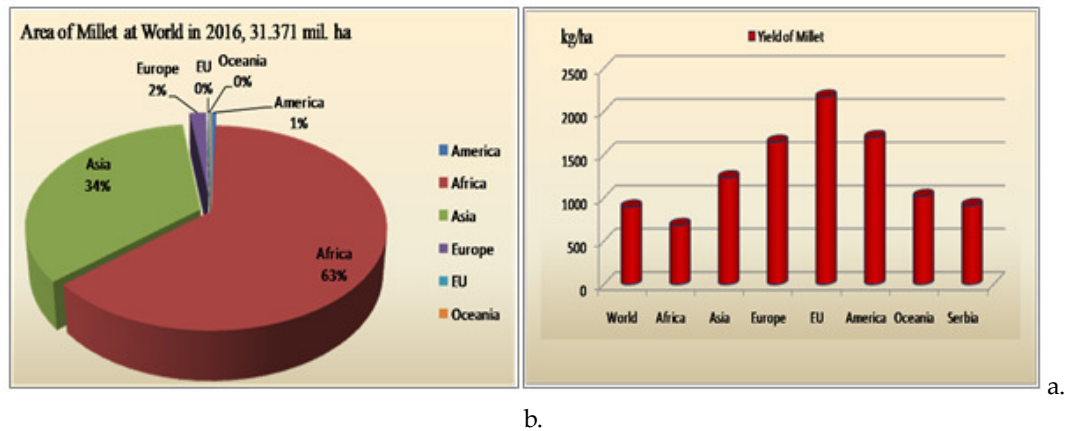 Area of Millet at World in 2016, 31.371 mil. ha
Europe
2%
EU
0%
Oceania
0%
America
1%
Asia
34%
Africa
63%
America
Africa
Asia
Europe
EU
Oceania
kg/ha
Yield of Millet
2500
2000
1500
1000
500
0
World Africa Asia Europe EU America Oceania Serbia
a.
b.